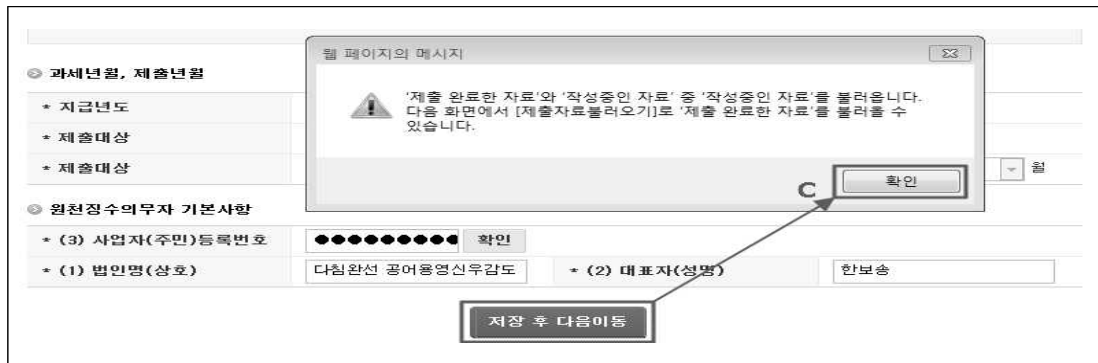 웹 페이지의 메시지
과세년월, 제출년월
* 지급년도
* 제출대상
* 제출대상
'제출 완료한 자료'와 '작성중인 자료' 중 '작성중인 자료'를 불러옵니다.
다음 화면에서 [제출자료불러오기]로 '제출 완료한 자료'를 불러올 수
있습니다.
월
C
확인
원천징수의무자 기본사항
* (3) 사업자(주민)등록번호 ●●●●●●●●● 확인
* (1) 법인명(상호) 다침완선 공어용영신우감도 * (2) 대표자(성명) 한보송
저장 후 다음이동